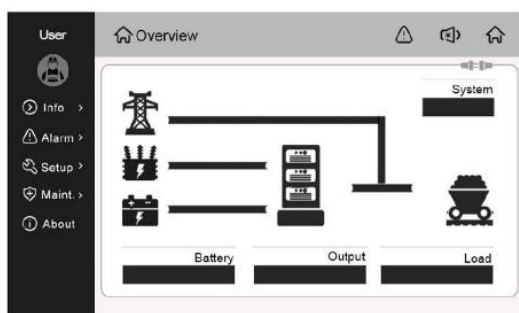 User
Overview
System
Info >
Alarm >
Setup >
Maint. >
About
Battery
Output
Load